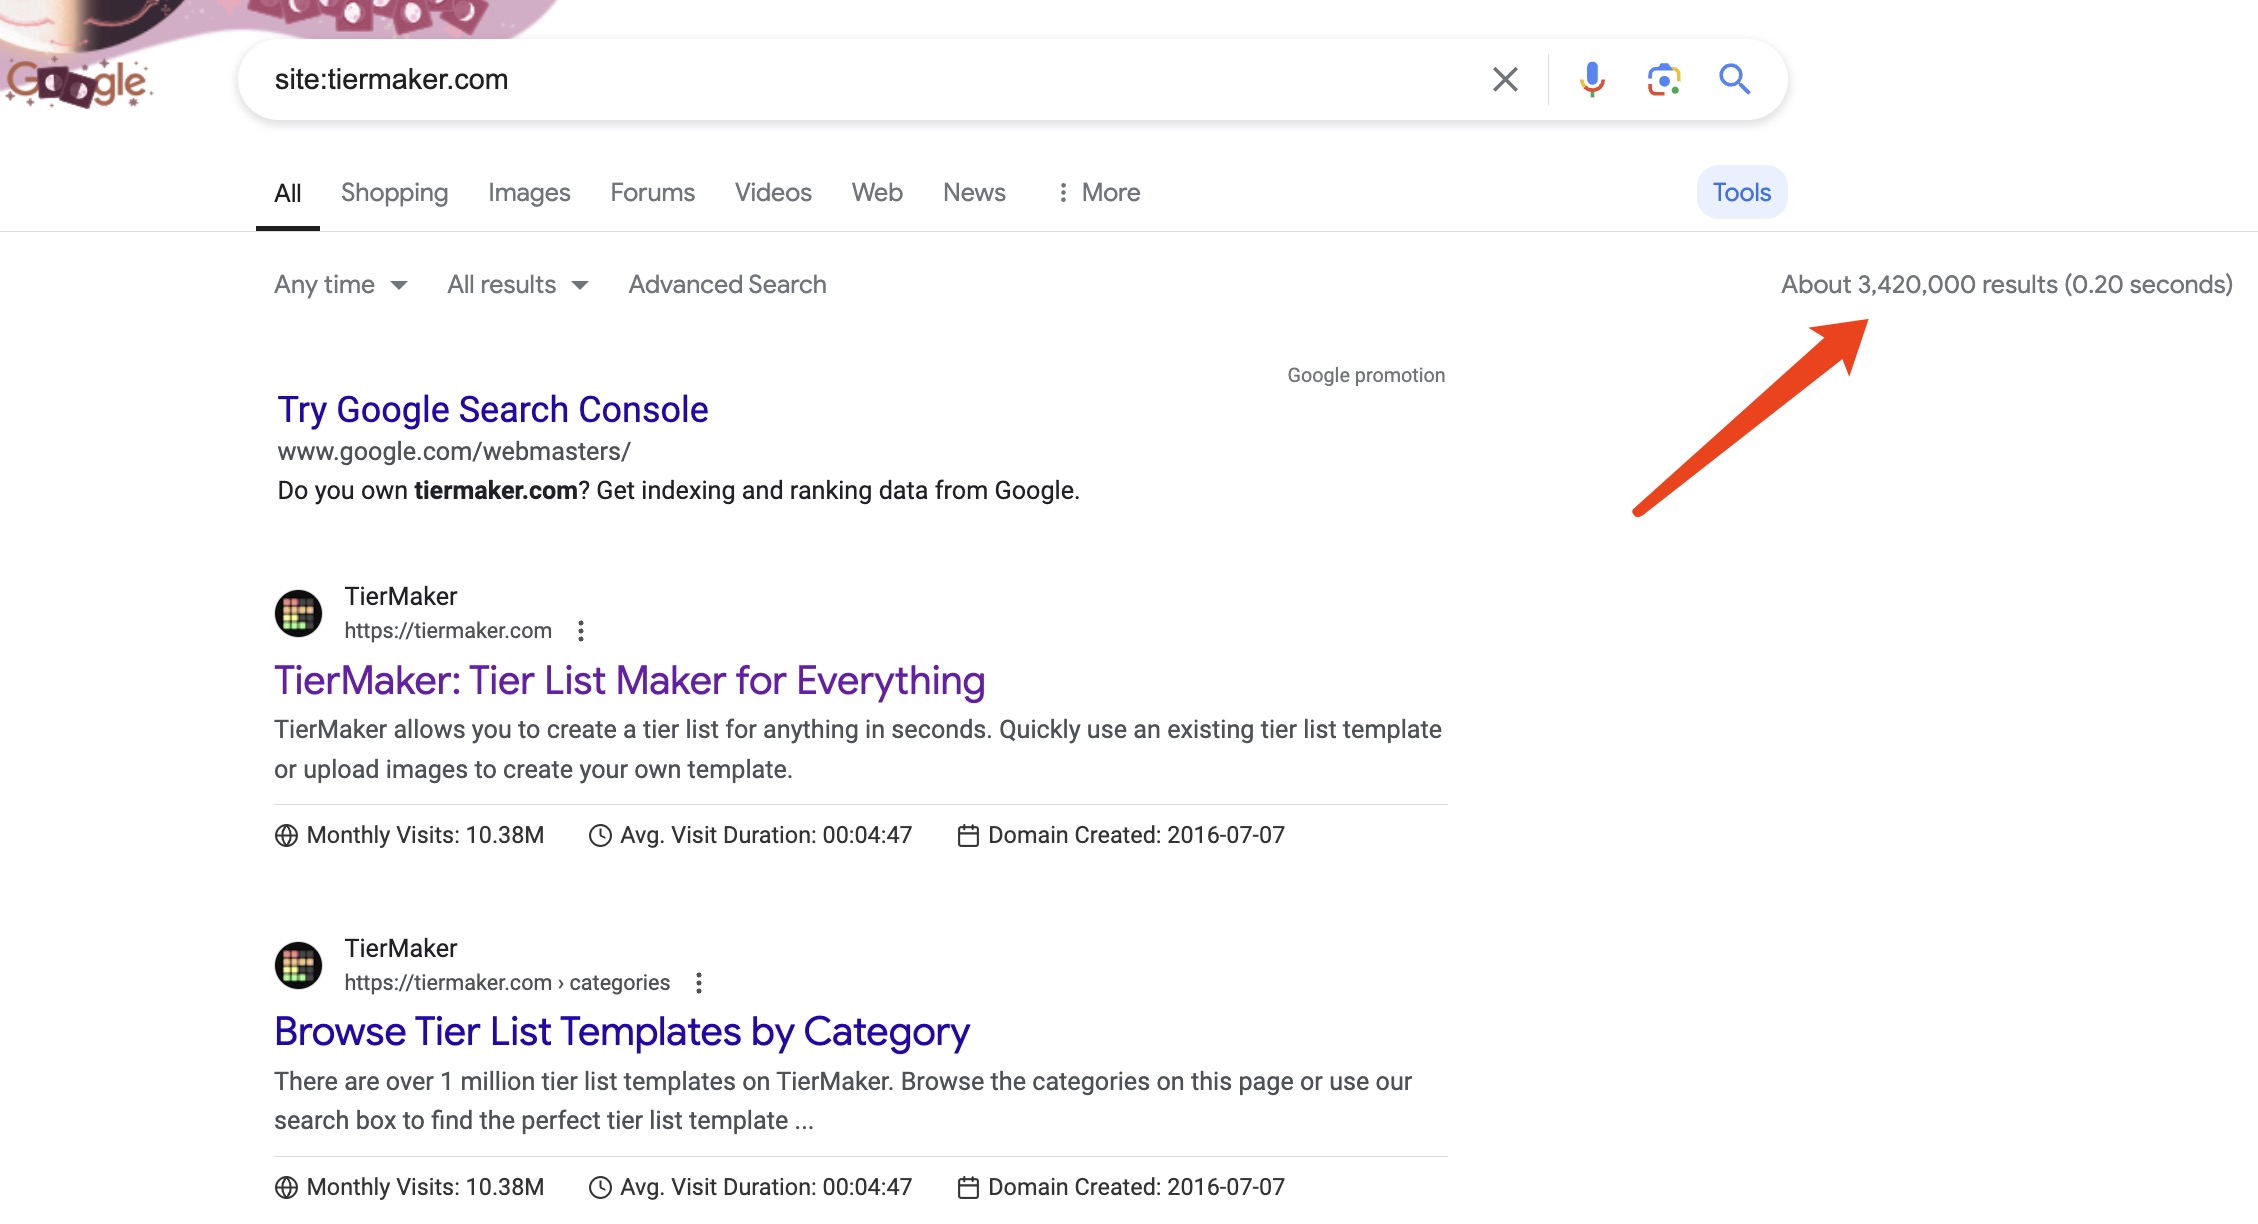 Google
site:tiermaker.com
All Shopping Images Forums Videos Web News More Tools
Any time All results Advanced Search About 3,420,000 results (0.20 seconds)
Google promotion
Try Google Search Console
www.google.com/webmasters/
Do you own tiermaker.com? Get indexing and ranking data from Google.
TierMaker
https://tiermaker.com
TierMaker: Tier List Maker for Everything
TierMaker allows you to create a tier list for anything in seconds. Quickly use an existing tier list template
or upload images to create your own template.
Monthly Visits: 10.38M Avg. Visit Duration: 00:04:47 Domain Created: 2016-07-07
TierMaker
https://tiermaker.com › categories
Browse Tier List Templates by Category
There are over 1 million tier list templates on TierMaker. Browse the categories on this page or use our
search box to find the perfect tier list template ...
Monthly Visits: 10.38M Avg. Visit Duration: 00:04:47 Domain Created: 2016-07-07